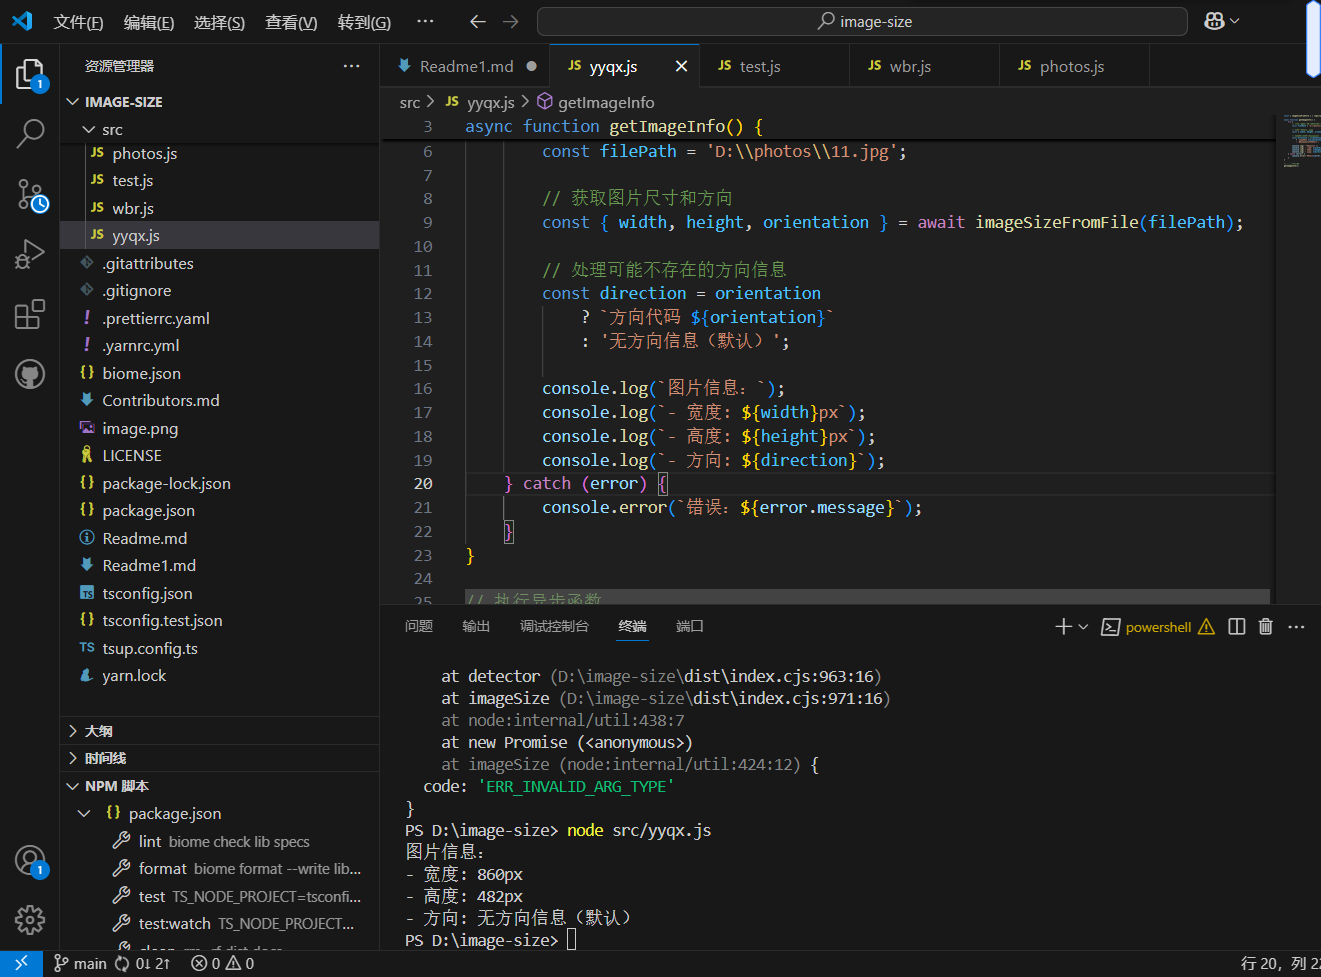 文件(F) 编辑(E) 选择(S) 查看(V) 转到(G) ··· image-size
资源管理器 ···
IMAGE-SIZE
src
JS photos.js
JS test.js
JS wbr.js
JS yyqx.js
.gitattributes
.gitignore
! .prettierrc.yaml
! .yarnrc.yml
{} biome.json
Contributors.md
image.png
LICENSE
{} package-lock.json
{} package.json
Readme.md
Readme1.md
TS tsconfig.json
{} tsconfig.test.json
TS tsup.config.ts
yarn.lock
大纲
时间线
NPM 脚本
{} package.json
lint biome check lib specs
format biome format --write lib...
test TS_NODE_PROJECT=tsconfi...
test:watch TS_NODE_PROJECT...
1
1
Readme1.md JS yyqx.js JS test.js JS wbr.js JS photos.js
src > JS yyqx.js > getImageInfo
3 async function getImageInfo() {
6 const filePath = 'D:\\photos\\11.jpg';
7
8 // 获取图片尺寸和方向
9 const { width, height, orientation } = await imageSizeFromFile(filePath);
10
11 // 处理可能不存在的方向信息
12 const direction = orientation
13 ? `方向代码 ${orientation}`
14 : '无方向信息（默认）';
15
16 console.log(`图片信息：`);
17 console.log(`- 宽度: ${width}px`);
18 console.log(`- 高度: ${height}px`);
19 console.log(`- 方向: ${direction}`);
20 } catch (error) {
21 console.error(`错误: ${error.message}`);
22 }
23 }
24
25 // 执行异步函数
问题 输出 调试控制台 终端 端口 powershell ···
at detector (D:\image-size\dist\index.cjs:963:16)
at imageSize (D:\image-size\dist\index.cjs:971:16)
at node:internal/util:438:7
at new Promise (<anonymous>)
at imageSize (node:internal/util:424:12) {
code: 'ERR_INVALID_ARG_TYPE'
}
PS D:\image-size> node src/yyqx.js
图片信息：
- 宽度: 860px
- 高度: 482px
- 方向: 无方向信息（默认）
PS D:\image-size>
main 0↓ 2↑ 0 0 行 20，列